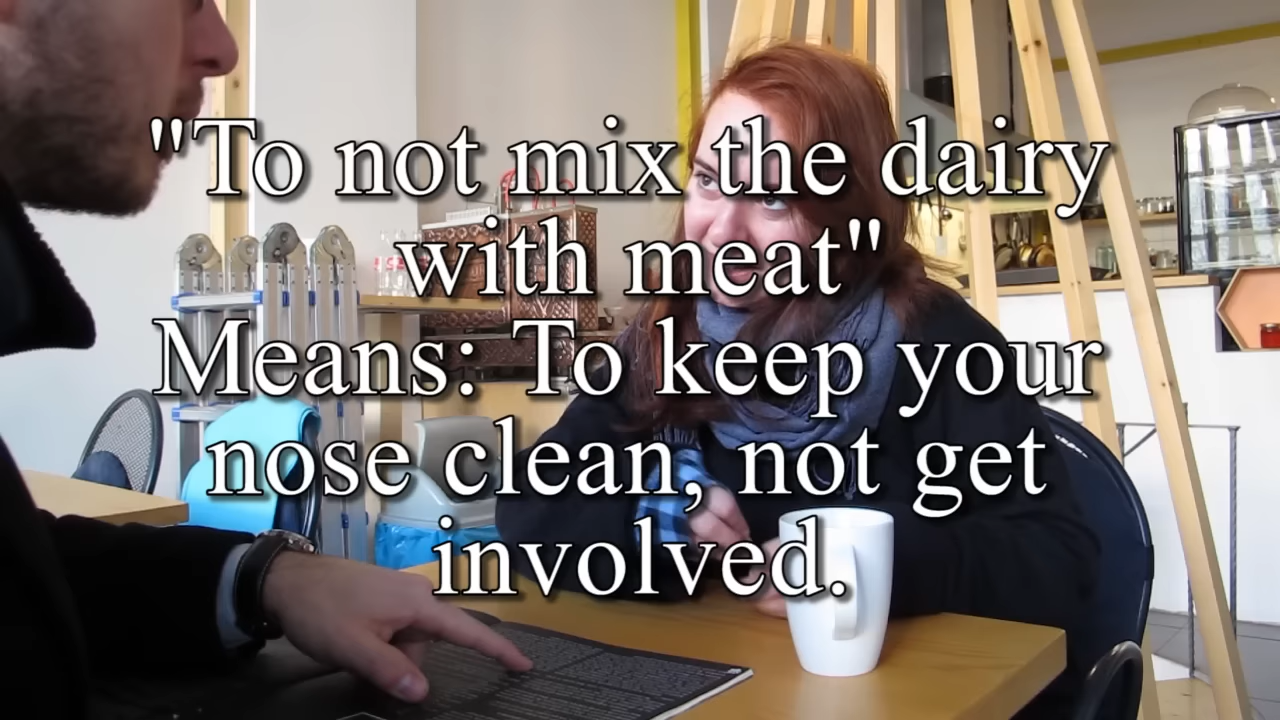 "To not mix the dairy
with meat"
Means: To keep your
nose clean, not get
involved.